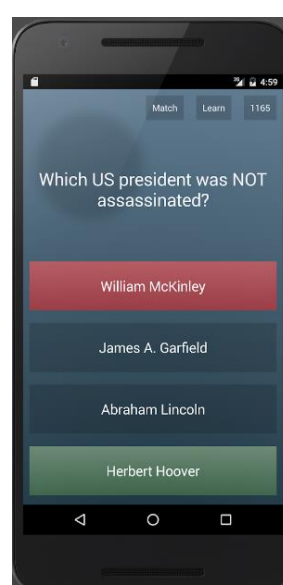 4:59
Match Learn 1165
Which US president was NOT
assassinated?
William McKinley
James A. Garfield
Abraham Lincoln
Herbert Hoover